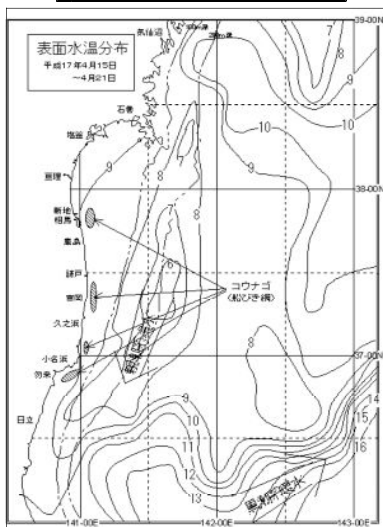 表面水温分布
平成17年4月15日
～4月21日
気仙沼
39-00N
石巻
塩釜
亘理
新地
相馬
鹿島
請戸
富岡
久之浜
小名浜
勿来
日立
コウナゴ
(船びき網)
38-00N
37-00N
7
8
9
10
10
10
9
9
8
8
7
6
8
9
10
11
12
13
14
15
16
親潮系冷水
黒潮系暖水
141-00E
142-00E
143-00E